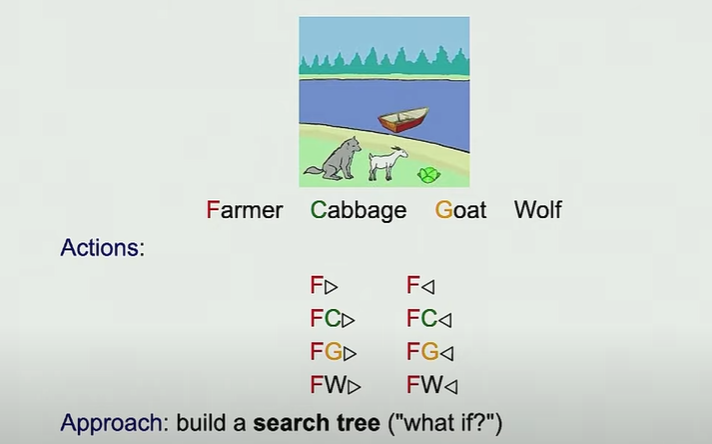 Farmer Cabbage Goat Wolf
Actions:
F▷ F◁
FC▷ FC◁
FG▷ FG◁
FW▷ FW◁
Approach: build a search tree ("what if?")